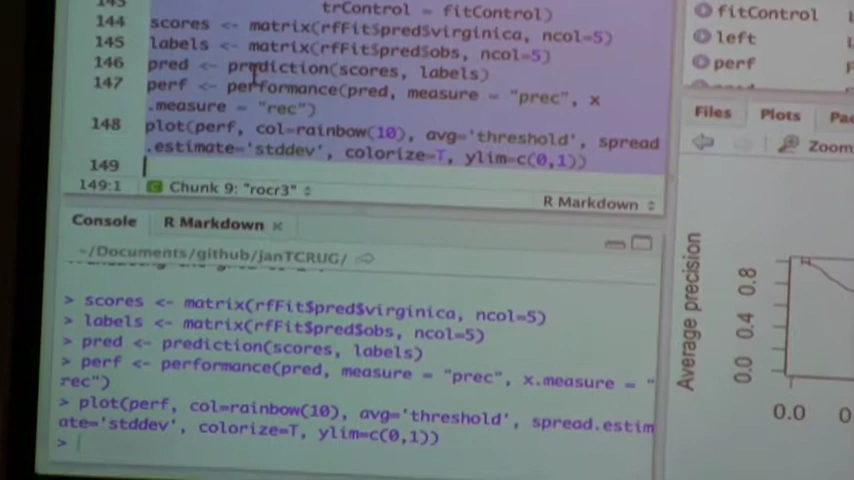 143
trControl = fitControl)
144 scores <- matrix(rfFit$pred$virginica, ncol=5)
145 labels <- matrix(rfFit$pred$obs, ncol=5)
146 pred <- prediction(scores, labels)
147 perf <- performance(pred, measure = "prec", x
.measure = "rec")
148 plot(perf, col=rainbow(10), avg='threshold', spread
.estimate='stddev', colorize=T, ylim=c(0,1))
149
149:1 C Chunk 9: "rocr3" R Markdown
Console R Markdown ×
~/Documents/github/janTCRUG/
> scores <- matrix(rfFit$pred$virginica, ncol=5)
> labels <- matrix(rfFit$pred$obs, ncol=5)
> pred <- prediction(scores, labels)
> perf <- performance(pred, measure = "prec", x.measure = "
rec")
> plot(perf, col=rainbow(10), avg='threshold', spread.estim
ate='stddev', colorize=T, ylim=c(0,1))
>
fitControl
left
perf
Files Plots
Zoom
Average precision
0.0 0.4 0.8
0.0